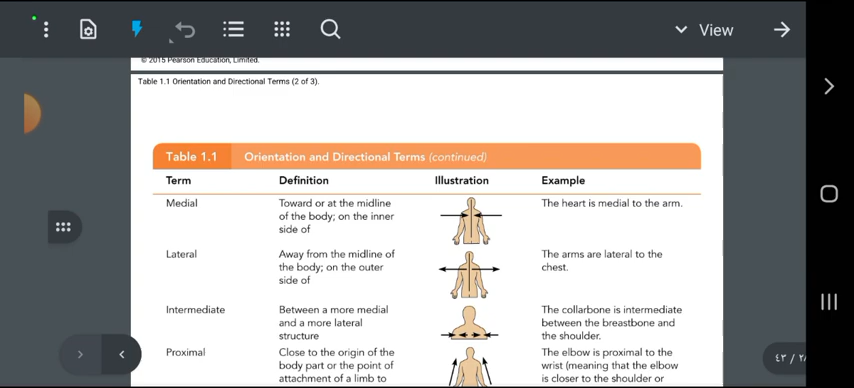 View
© 2015 Pearson Education, Limited.
Table 1.1 Orientation and Directional Terms (2 of 3).
Table 1.1 Orientation and Directional Terms (continued)
Term Definition Illustration Example
Medial Toward or at the midline The heart is medial to the arm.
of the body; on the inner
side of
Lateral Away from the midline of The arms are lateral to the
the body; on the outer chest.
side of
Intermediate Between a more medial The collarbone is intermediate
and a more lateral between the breastbone and
structure the shoulder.
Proximal Close to the origin of the The elbow is proximal to the
body part or the point of wrist (meaning that the elbow
attachment of a limb to is closer to the shoulder or